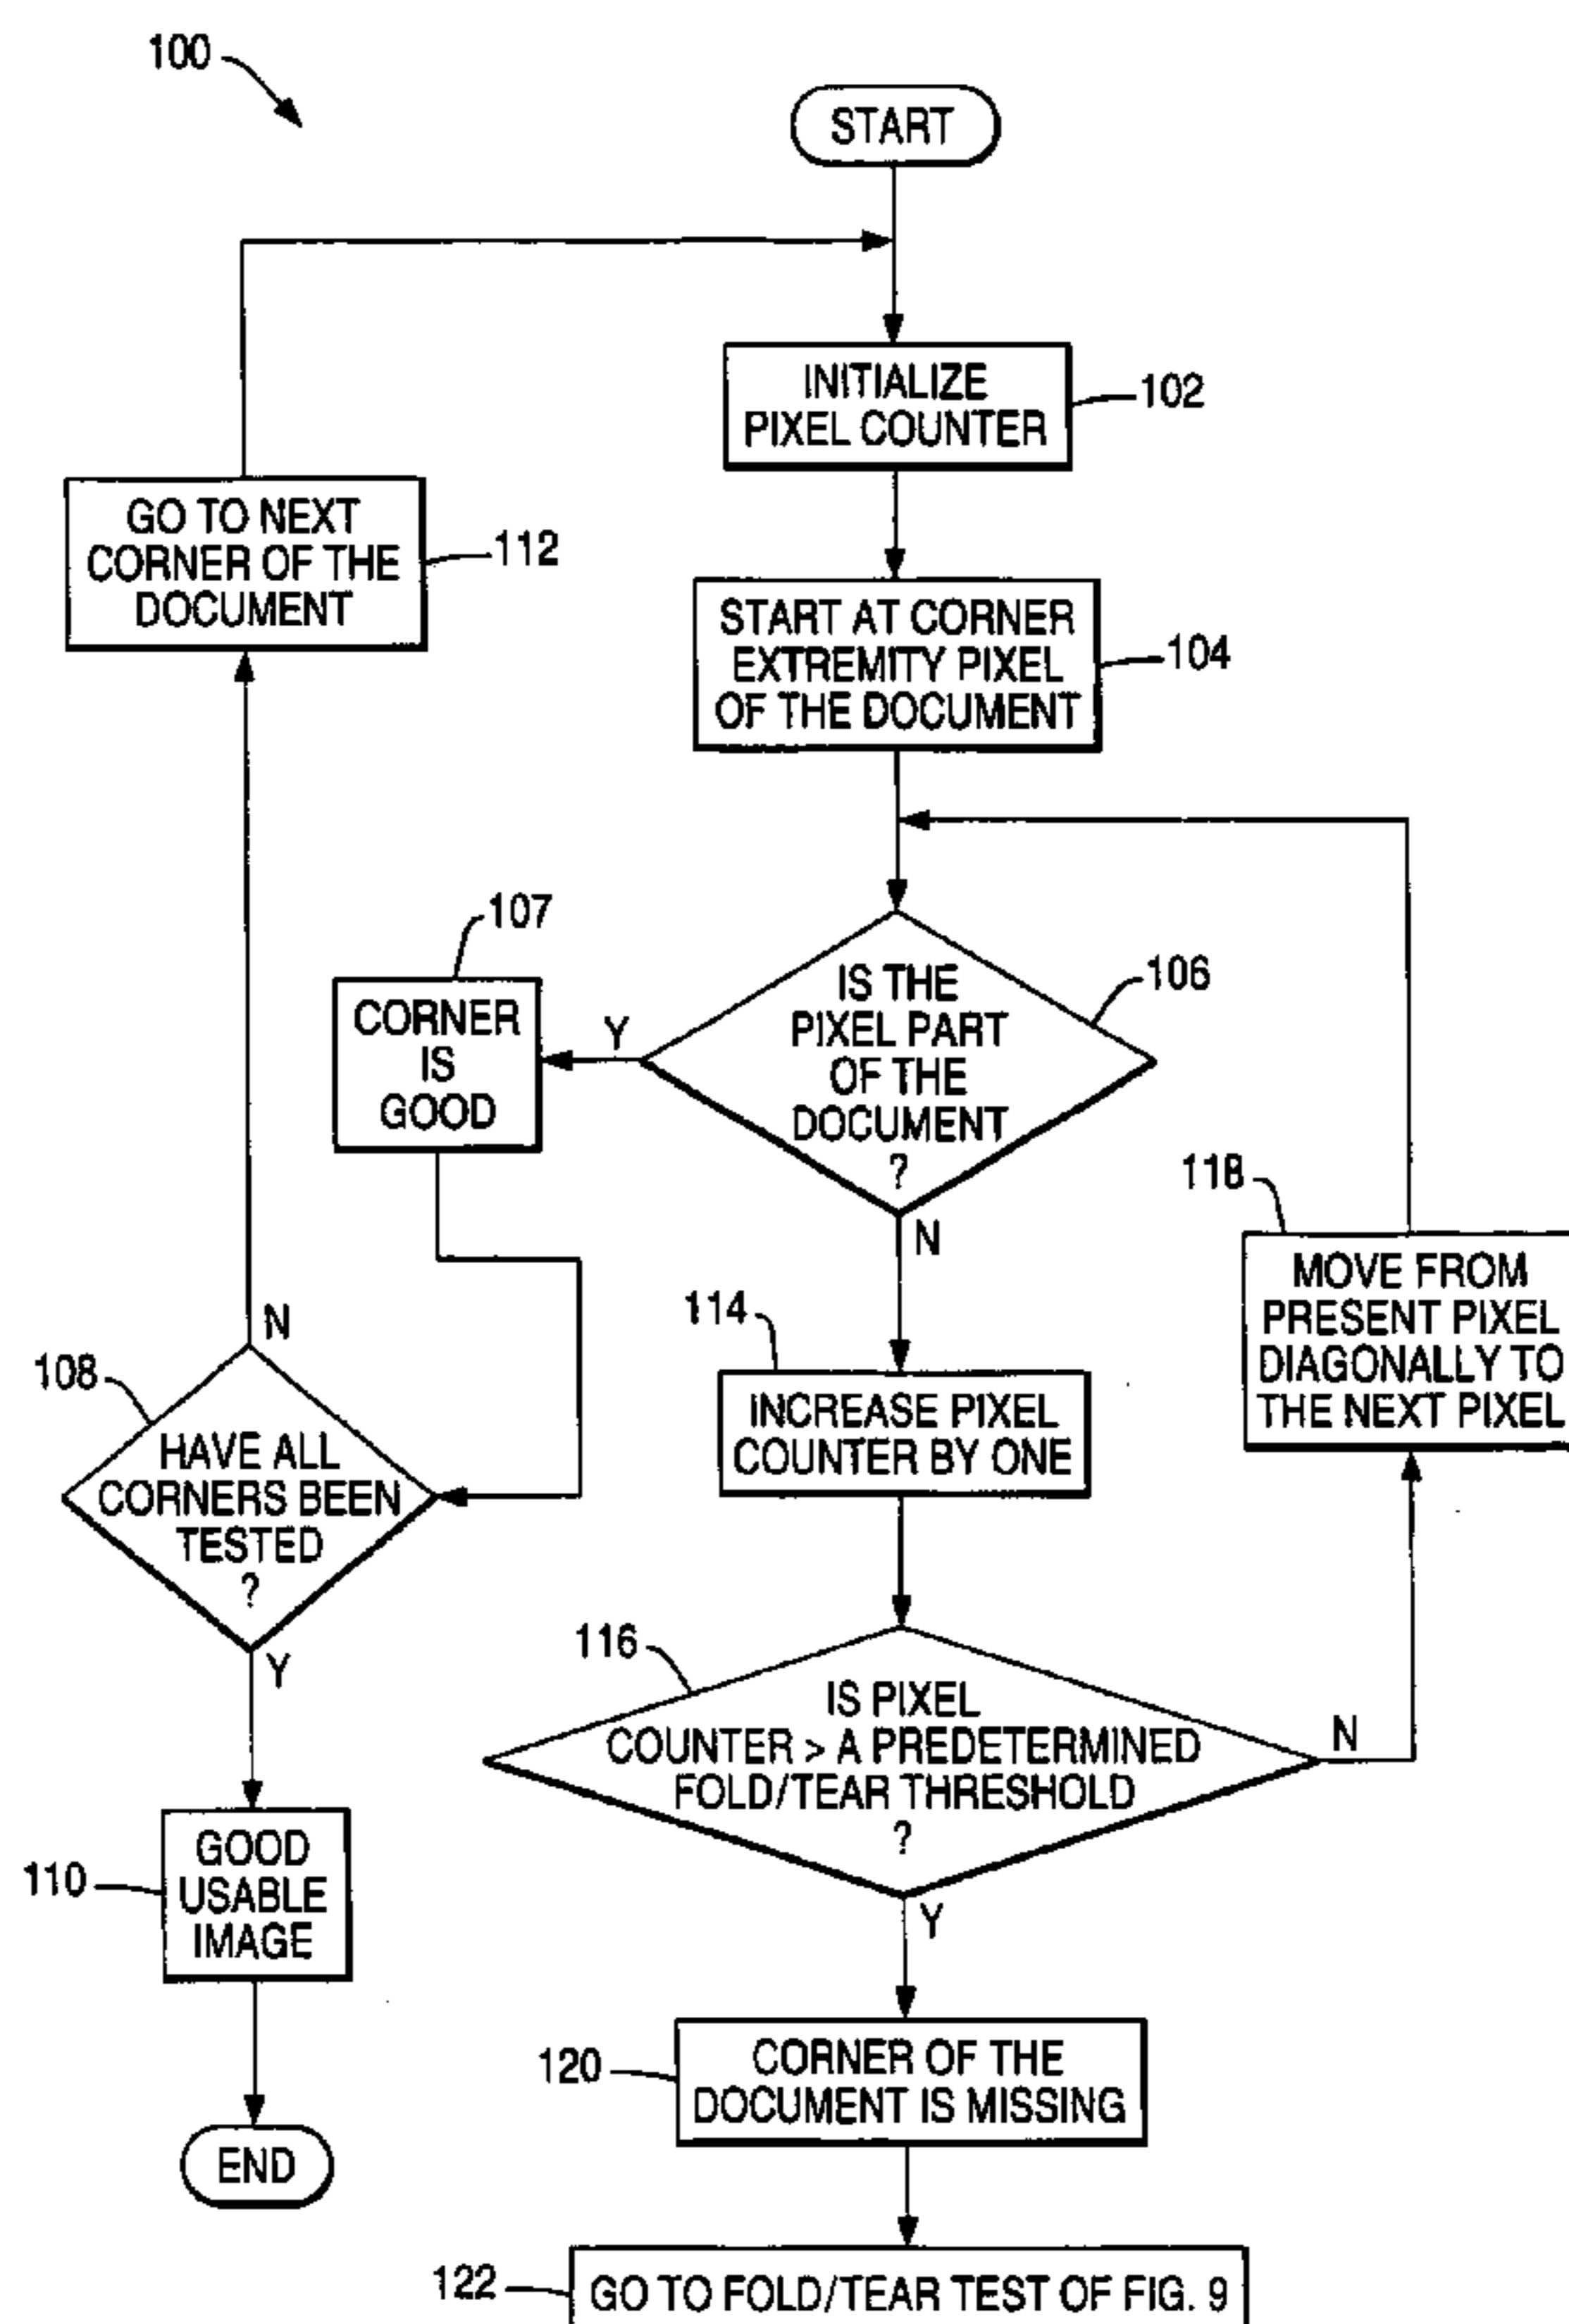 100
START
INITIALIZE
PIXEL COUNTER
102
GO TO NEXT
CORNER OF THE
DOCUMENT
112
START AT CORNER
EXTREMITY PIXEL
OF THE DOCUMENT
104
107
CORNER
IS
GOOD
Y
IS THE
PIXEL PART
OF THE
DOCUMENT
?
106
N
118
MOVE FROM
PRESENT PIXEL
DIAGONALLY TO
THE NEXT PIXEL
114
INCREASE PIXEL
COUNTER BY ONE
N
108
HAVE ALL
CORNERS BEEN
TESTED
?
Y
116
IS PIXEL
COUNTER > A PREDETERMINED
FOLD/TEAR THRESHOLD
?
N
Y
110
GOOD
USABLE
IMAGE
END
120
CORNER OF THE
DOCUMENT IS MISSING
122
GO TO FOLD/TEAR TEST OF FIG. 9